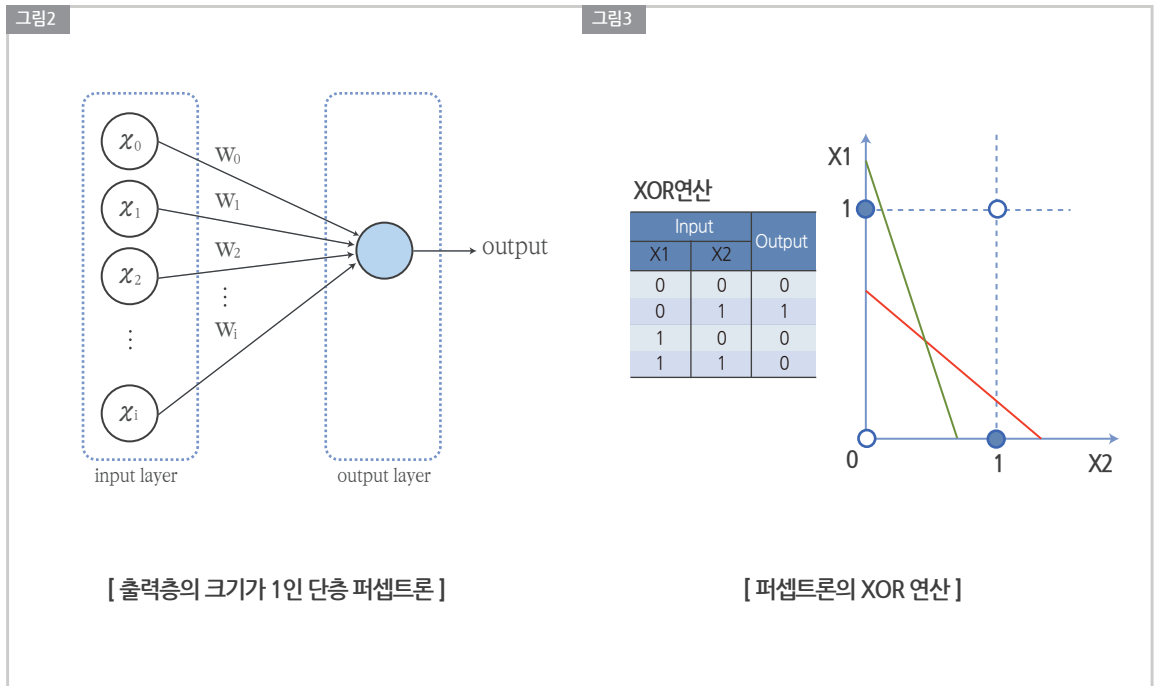 그림2
χ0
χ1
χ2
⋮
χi
W0
W1
W2
⋮
Wi
output
input layer
output layer
[ 출력층의 크기가 1인 단층 퍼셉트론 ]
그림3
XOR연산
Input Output
X1 X2
0 0 0
0 1 1
1 0 0
1 1 0
X1
1
0
1
X2
[ 퍼셉트론의 XOR 연산 ]